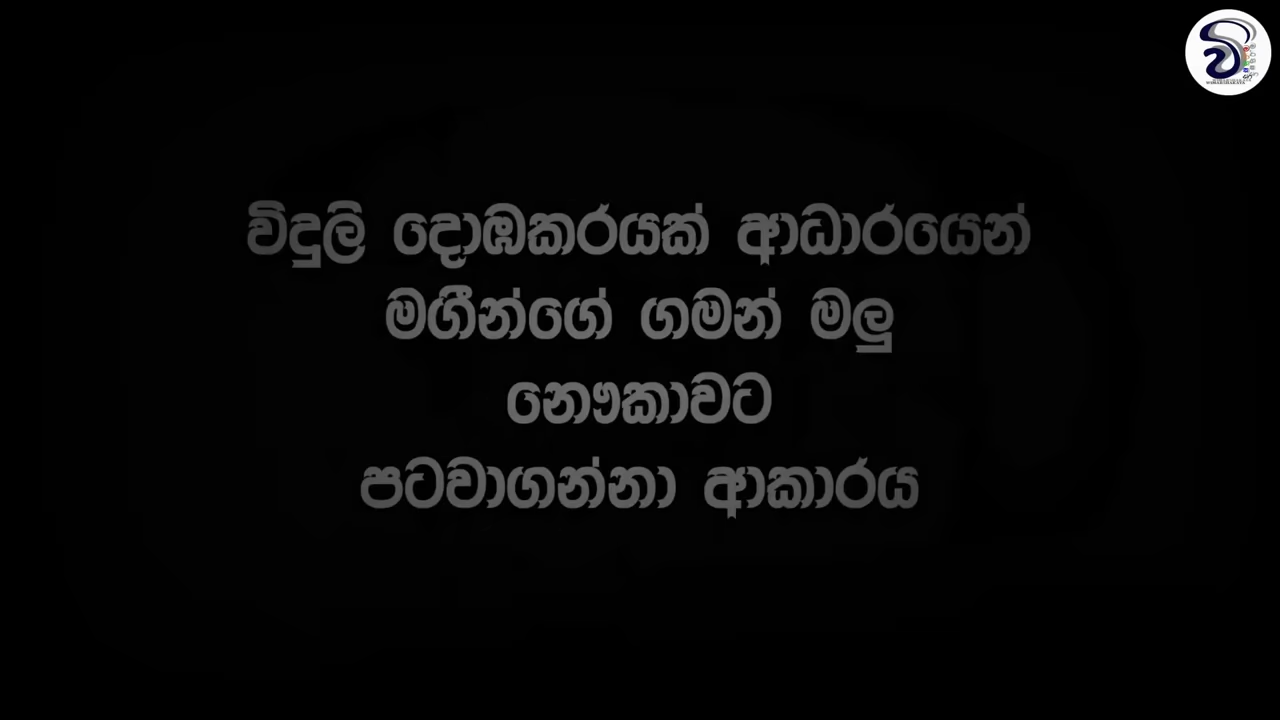 විදුලි දොඹකරයක් ආධාරයෙන්
මගීන්ගේ ගමන් මලු
නෞකාවට
පටවාගන්නා ආකාරය